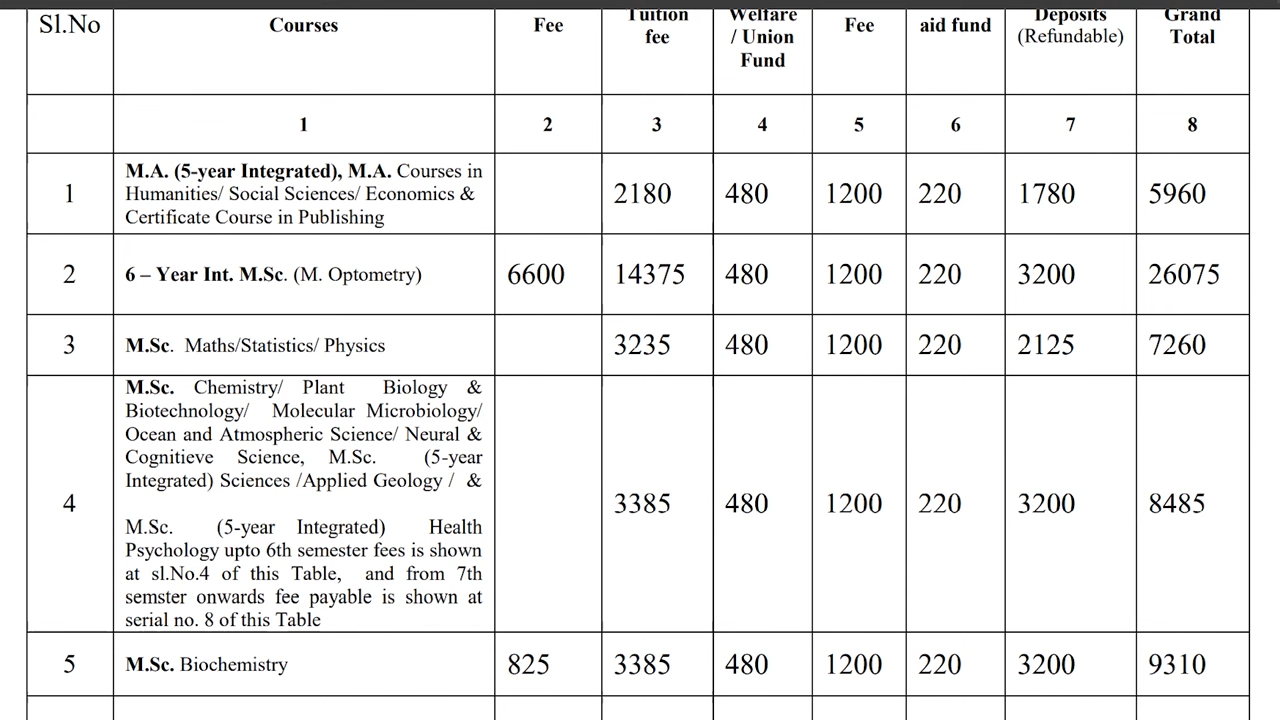 Sl.No Courses Fee Tuition fee Welfare / Union Fund Fee aid fund Deposits (Refundable) Grand Total
1 2 3 4 5 6 7 8
1 M.A. (5-year Integrated), M.A. Courses in
Humanities/ Social Sciences/ Economics &
Certificate Course in Publishing
2180 480 1200 220 1780 5960
2 6 – Year Int. M.Sc. (M. Optometry) 6600 14375 480 1200 220 3200 26075
3 M.Sc. Maths/Statistics/ Physics 3235 480 1200 220 2125 7260
4 M.Sc. Chemistry/ Plant Biology &
Biotechnology/ Molecular Microbiology/
Ocean and Atmospheric Science/ Neural &
Cognitieve Science, M.Sc. (5-year
Integrated) Sciences /Applied Geology / &
M.Sc. (5-year Integrated) Health
Psychology upto 6th semester fees is shown
at sl.No.4 of this Table, and from 7th
semster onwards fee payable is shown at
serial no. 8 of this Table
3385 480 1200 220 3200 8485
5 M.Sc. Biochemistry 825 3385 480 1200 220 3200 9310